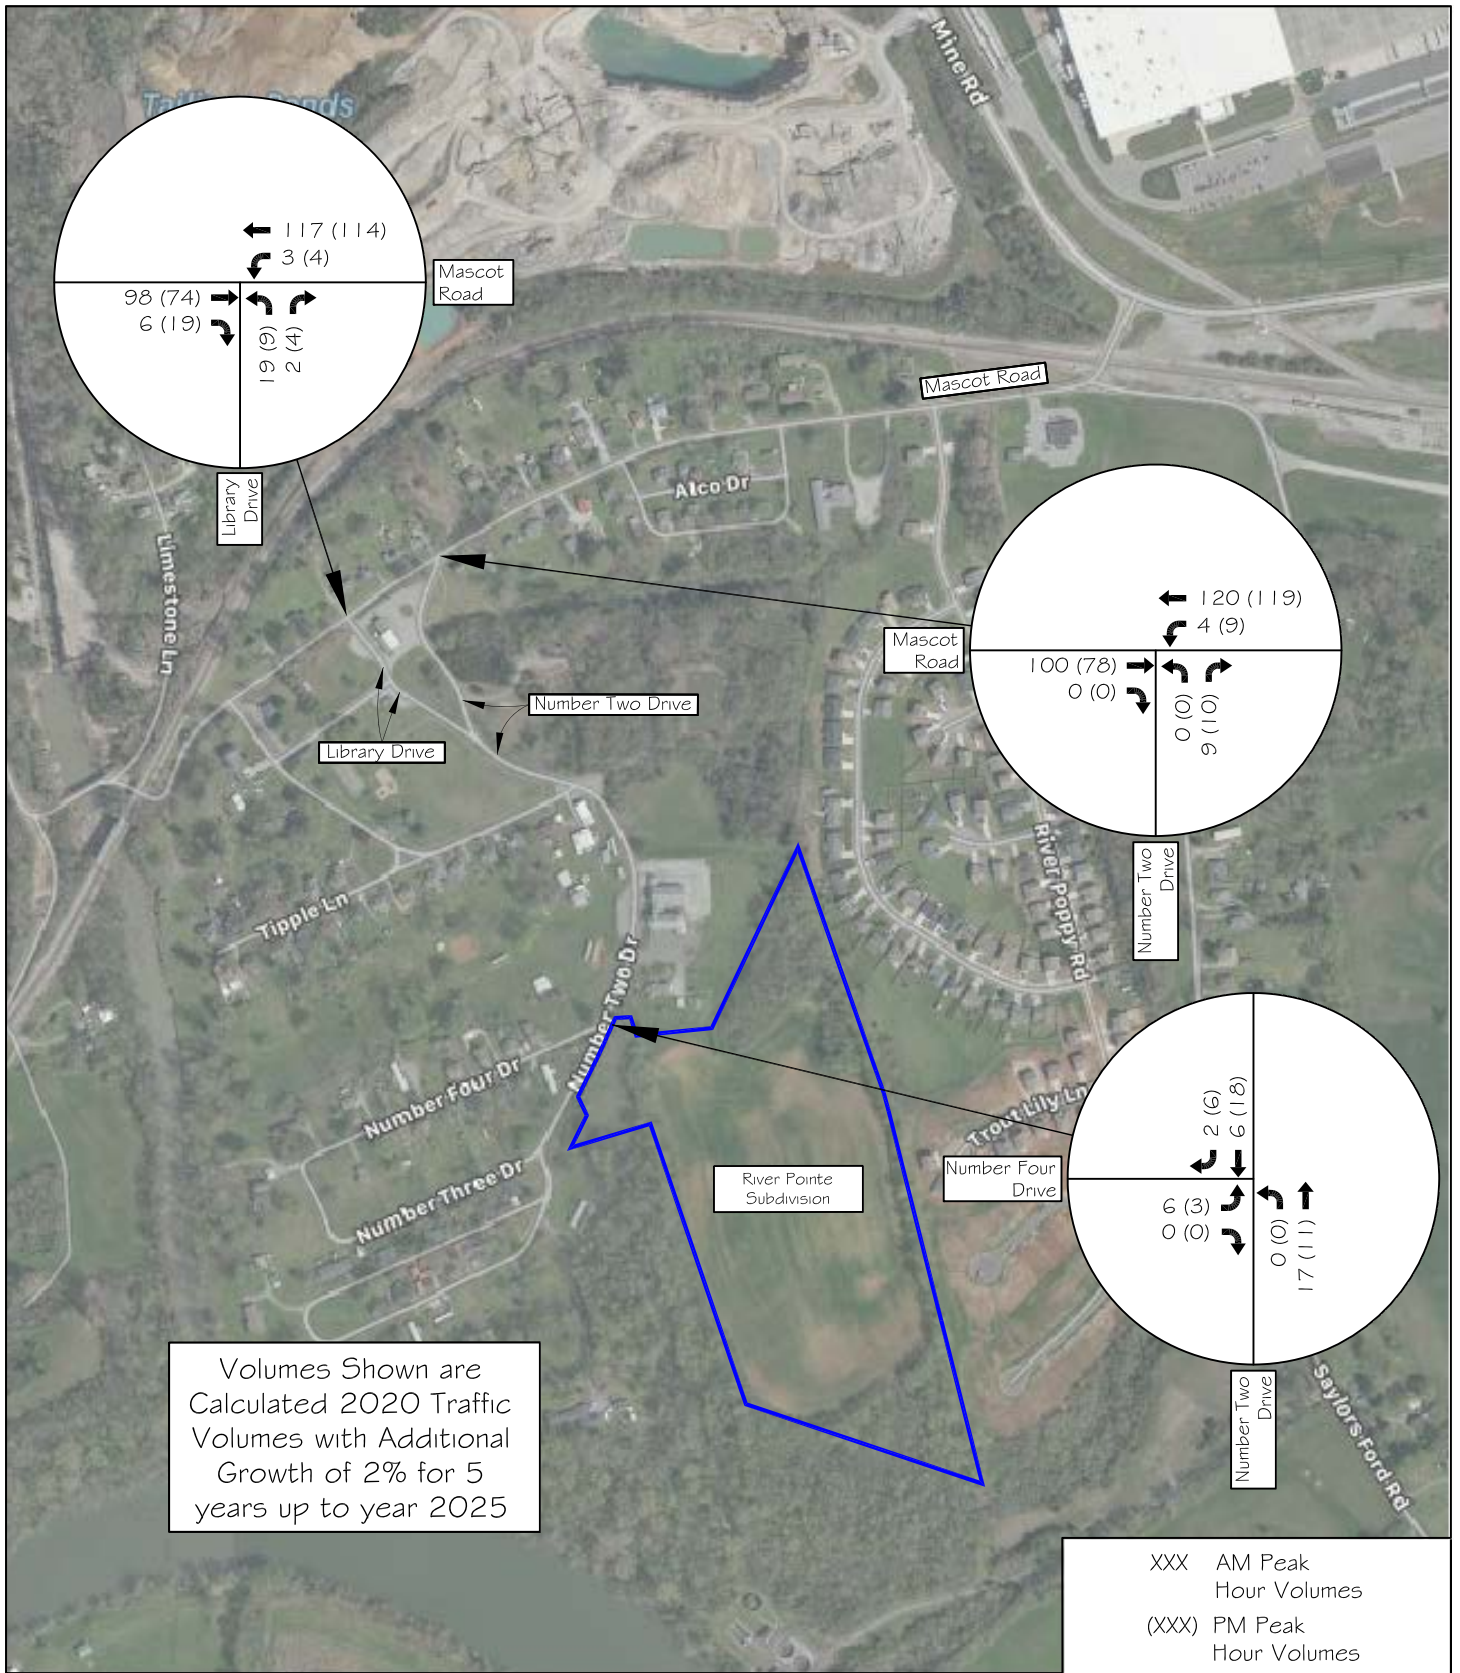 Mine Rd
Tailing Ponds
117 (114)
3 (4)
98 (74)
6 (19)
19 (9)
2 (4)
Mascot
Road
Library
Drive
Mascot Road
Alco Dr
Limestone Ln
120 (119)
4 (9)
100 (78)
0 (0)
0 (0)
9 (10)
Mascot
Road
Number Two
Drive
Number Two Drive
Library Drive
Tipple Ln
River Poppy Rd
Number Two Dr
Number Four Dr
Number Three Dr
Trout Lily Ln
River Pointe
Subdivision
2 (6)
6 (18)
6 (3)
0 (0)
0 (0)
17 (11)
Number Four
Drive
Number Two
Drive
Saylors Ford Rd
Volumes Shown are
Calculated 2020 Traffic
Volumes with Additional
Growth of 2% for 5
years up to year 2025
XXX AM Peak
Hour Volumes
(XXX) PM Peak
Hour Volumes